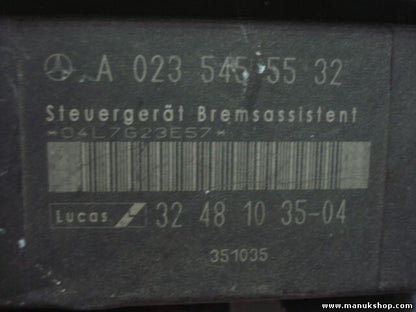 A 023 545 55 32
Steuergerät Bremsassistent
*04L7G23E57*
Lucas 32 48 10 35-04
351035
www.manukshop.com